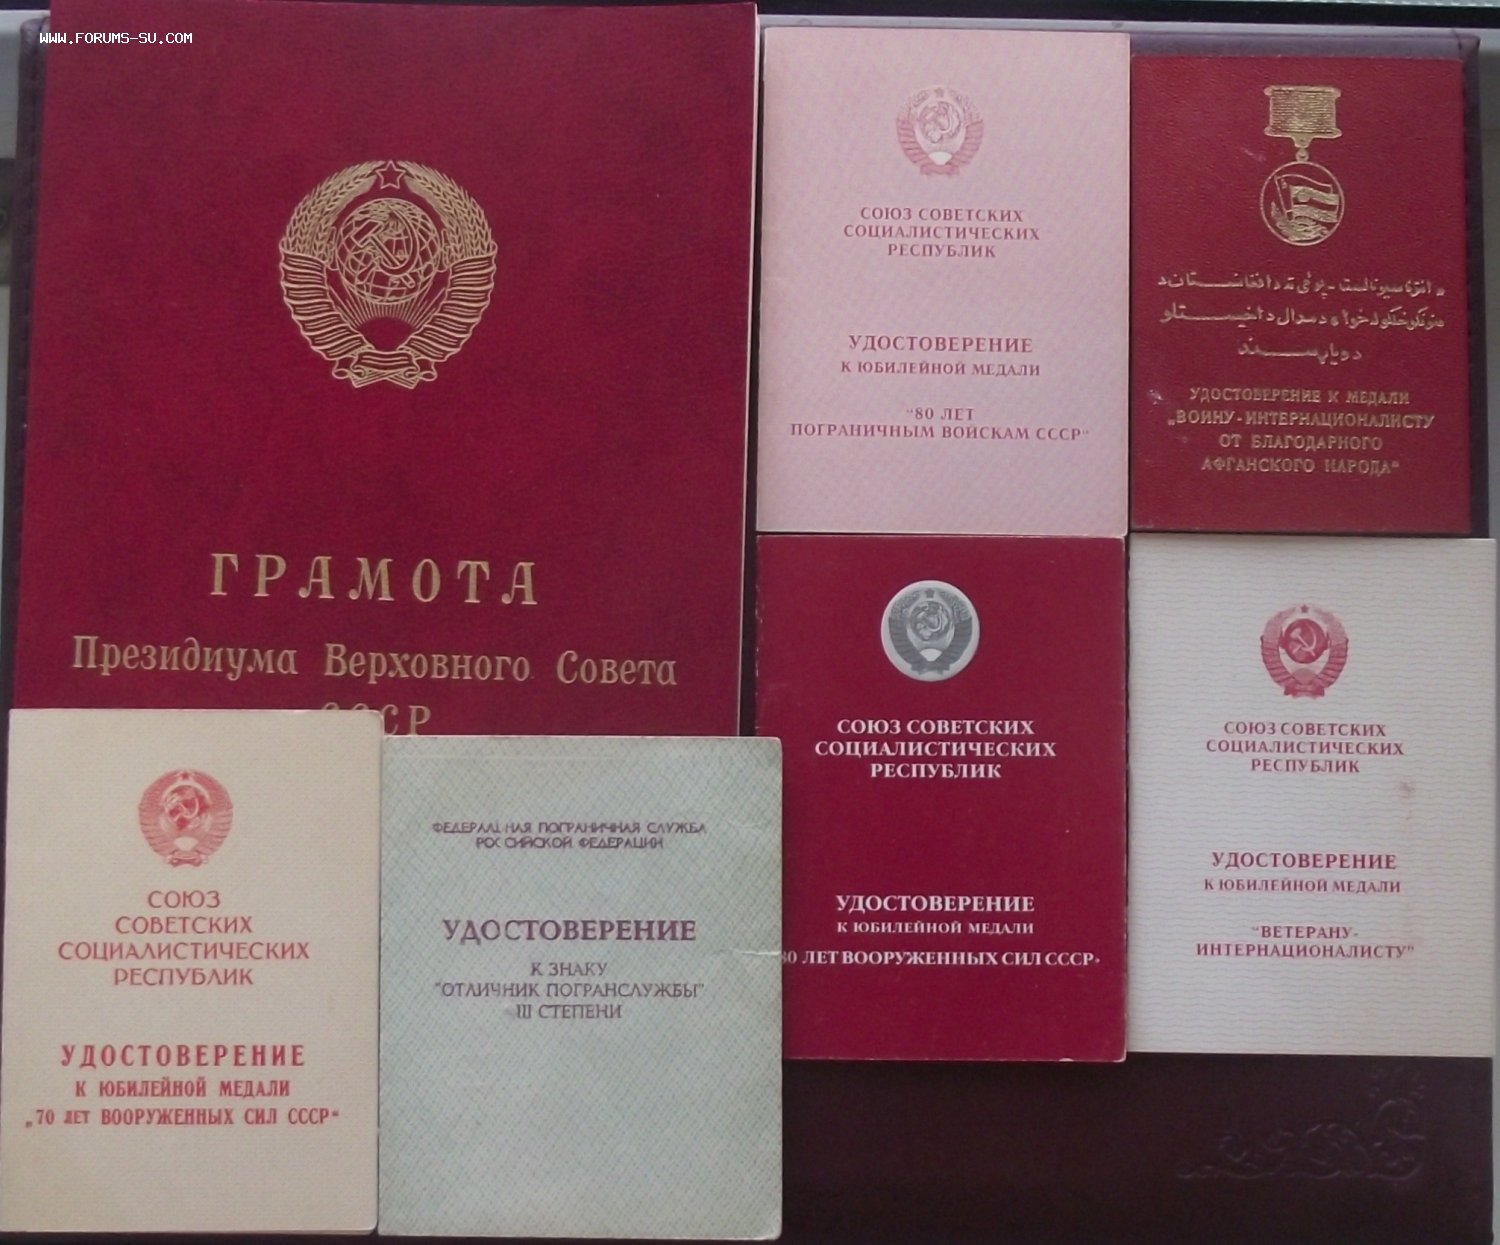 WWW.FORUMS-SU.COM
ГРАМОТА
Президиума Верховного Совета
СССР
СОЮЗ СОВЕТСКИХ
СОЦИАЛИСТИЧЕСКИХ
РЕСПУБЛИК
УДОСТОВЕРЕНИЕ
К ЮБИЛЕЙНОЙ МЕДАЛИ
"80 ЛЕТ
ПОГРАНИЧНЫМ ВОЙСКАМ СССР"
УДОСТОВЕРЕНИЕ К МЕДАЛИ
„ВОИНУ-ИНТЕРНАЦИОНАЛИСТУ
ОТ БЛАГОДАРНОГО
АФГАНСКОГО НАРОДА"
СОЮЗ
СОВЕТСКИХ
СОЦИАЛИСТИЧЕСКИХ
РЕСПУБЛИК
УДОСТОВЕРЕНИЕ
К ЮБИЛЕЙНОЙ МЕДАЛИ
„70 ЛЕТ ВООРУЖЕННЫХ СИЛ СССР"
ФЕДЕРАЛЬНАЯ ПОГРАНИЧНАЯ СЛУЖБА
РОССИЙСКОЙ ФЕДЕРАЦИИ
УДОСТОВЕРЕНИЕ
К ЗНАКУ
"ОТЛИЧНИК ПОГРАНСЛУЖБЫ"
III СТЕПЕНИ
СОЮЗ СОВЕТСКИХ
СОЦИАЛИСТИЧЕСКИХ
РЕСПУБЛИК
УДОСТОВЕРЕНИЕ
К ЮБИЛЕЙНОЙ МЕДАЛИ
80 ЛЕТ ВООРУЖЕННЫХ СИЛ СССР»
СОЮЗ СОВЕТСКИХ
СОЦИАЛИСТИЧЕСКИХ
РЕСПУБЛИК
УДОСТОВЕРЕНИЕ
К ЮБИЛЕЙНОЙ МЕДАЛИ
"ВЕТЕРАНУ-
ИНТЕРНАЦИОНАЛИСТУ"